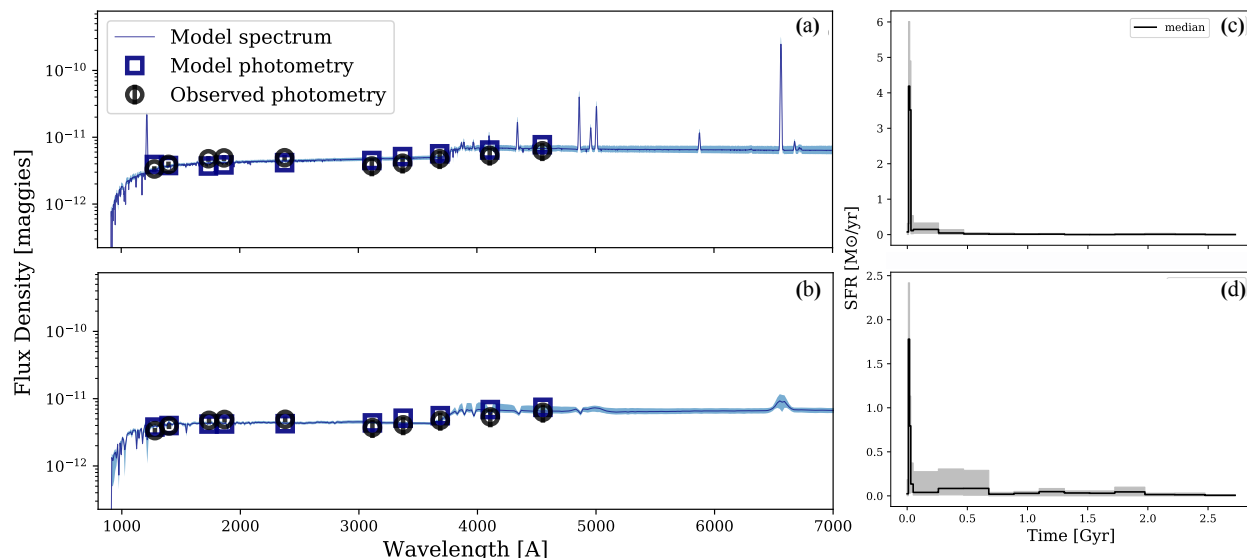 (a)
Model spectrum
Model photometry
Observed photometry
10⁻¹⁰
10⁻¹¹
10⁻¹²
(b)
10⁻¹⁰
10⁻¹¹
10⁻¹²
Flux Density [maggies]
1000 2000 3000 4000 5000 6000 7000
Wavelength [A]
(c)
median
6
5
4
3
2
1
0
SFR [M⊙/yr]
(d)
2.5
2.0
1.5
1.0
0.5
0.0
0.0 0.5 1.0 1.5 2.0 2.5
Time [Gyr]